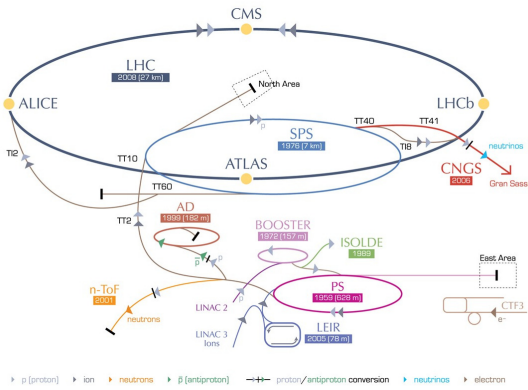 CMS
LHC
2008 (27 km)
North Area
ALICE
LHCb
TT40
TT41
SPS
1976 (7 km)
TI8
TI2
TT10
ATLAS
neutrinos
CNGS
2006
Gran Sass
TT60
AD
1999 (182 m)
TT2
BOOSTER
1972 (157 m)
ISOLDE
1989
p
p
p̅
East Area
n-ToF
2001
PS
1959 (628 m)
LINAC 2
neutrons
CTF3
e-
LINAC 3
Ions
LEIR
2005 (78 m)
p (proton)
ion
neutrons
p̅ (antiproton)
proton/antiproton conversion
neutrinos
electron